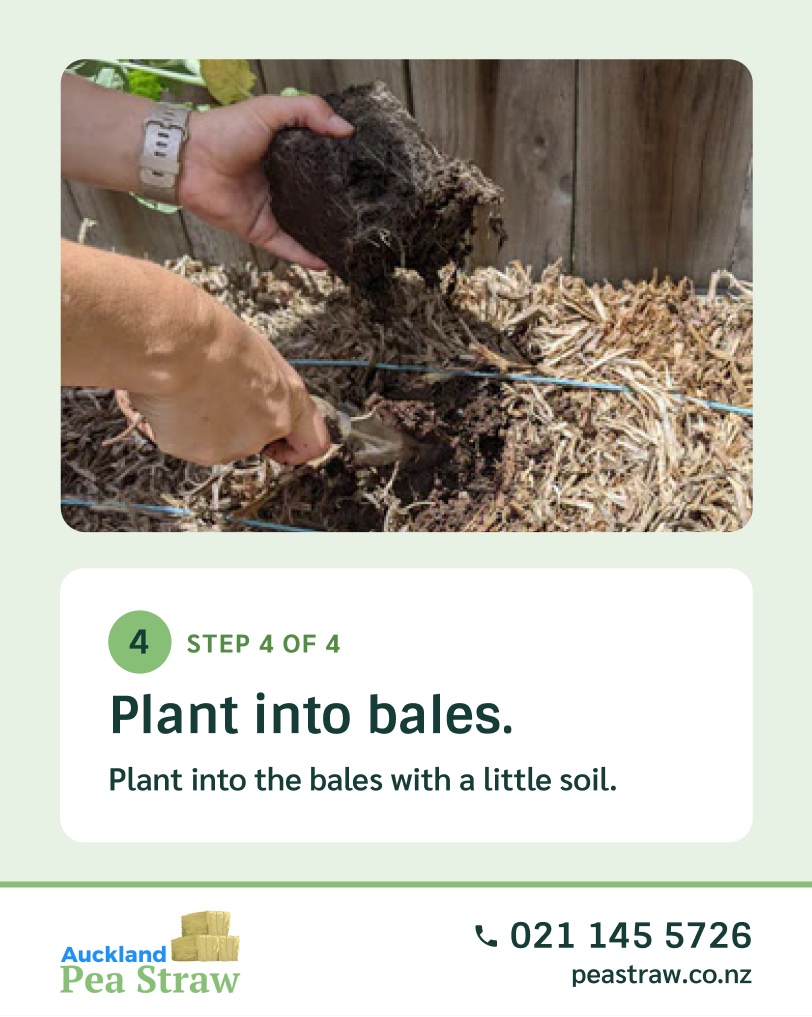 4
STEP 4 OF 4
Plant into bales.
Plant into the bales with a little soil.
Auckland
Pea Straw
021 145 5726
peastraw.co.nz